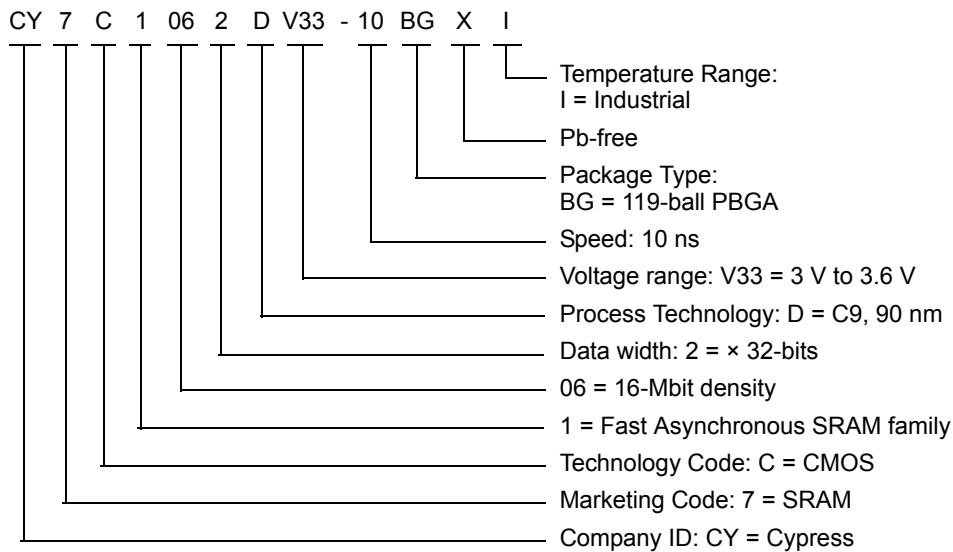 CY 7 C 1 06 2 D V33 - 10 BG X I
Temperature Range:
I = Industrial
Pb-free
Package Type:
BG = 119-ball PBGA
Speed: 10 ns
Voltage range: V33 = 3 V to 3.6 V
Process Technology: D = C9, 90 nm
Data width: 2 = × 32-bits
06 = 16-Mbit density
1 = Fast Asynchronous SRAM family
Technology Code: C = CMOS
Marketing Code: 7 = SRAM
Company ID: CY = Cypress